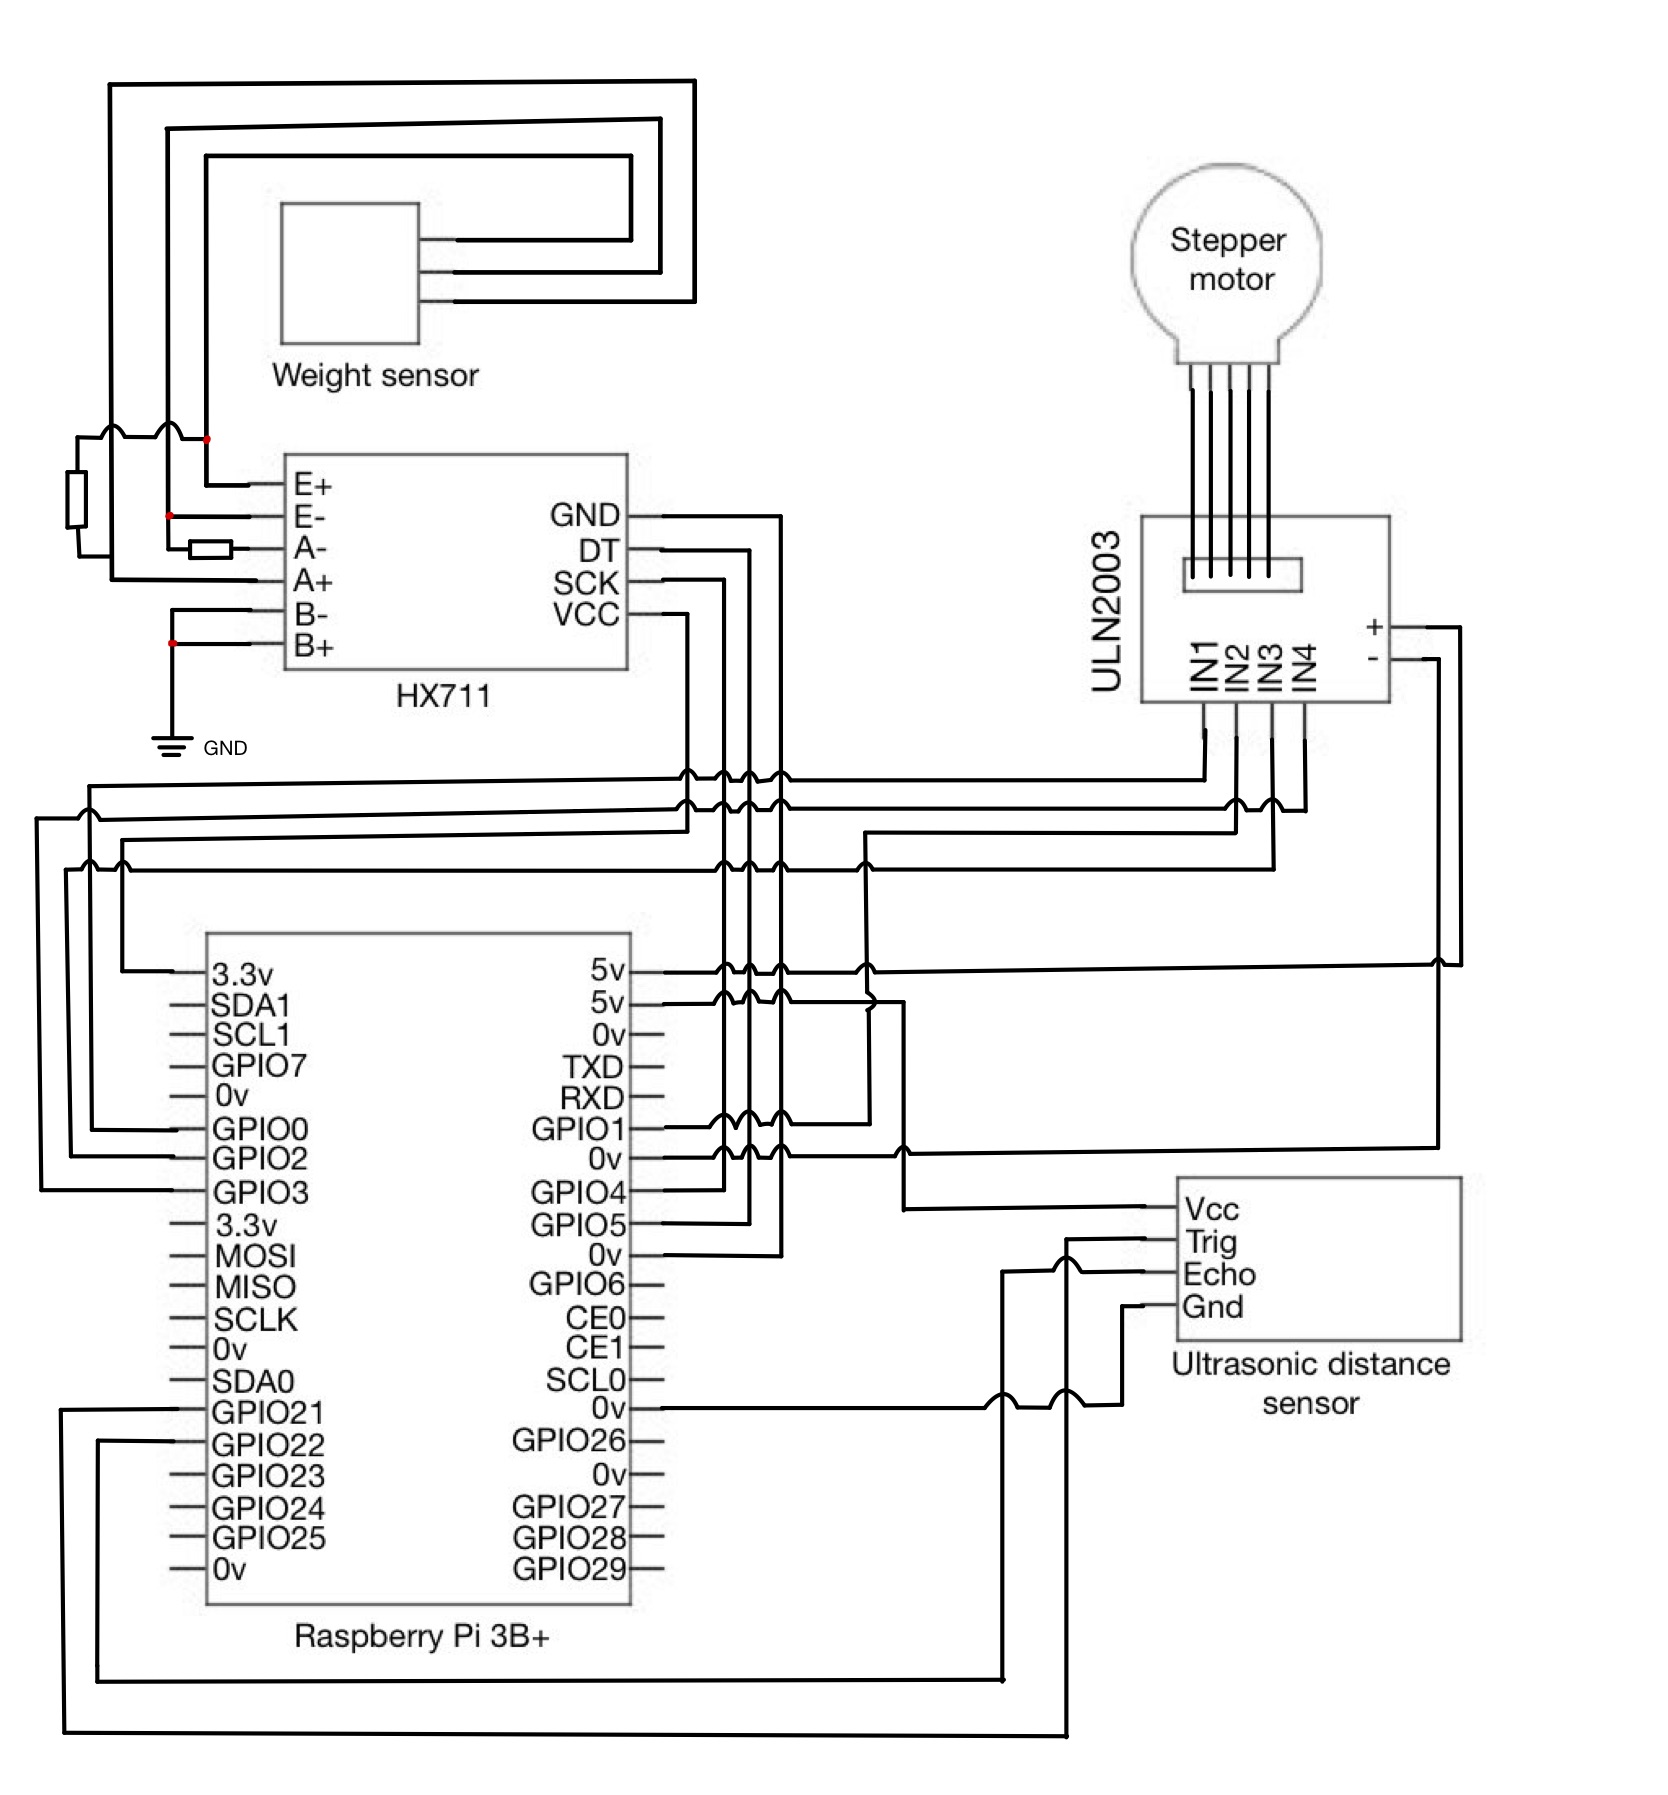 Stepper
motor
Weight sensor
E+
E-
A-
A+
B-
B+
GND
DT
SCK
VCC
HX711
GND
ULN2003
+
-
IN1
IN2
IN3
IN4
3.3v
SDA1
SCL1
GPIO7
0v
GPIO0
GPIO2
GPIO3
3.3v
MOSI
MISO
SCLK
0v
SDA0
GPIO21
GPIO22
GPIO23
GPIO24
GPIO25
0v
5v
5v
0v
TXD
RXD
GPIO1
0v
GPIO4
GPIO5
0v
GPIO6
CE0
CE1
SCL0
0v
GPIO26
0v
GPIO27
GPIO28
GPIO29
Raspberry Pi 3B+
Vcc
Trig
Echo
Gnd
Ultrasonic distance
sensor